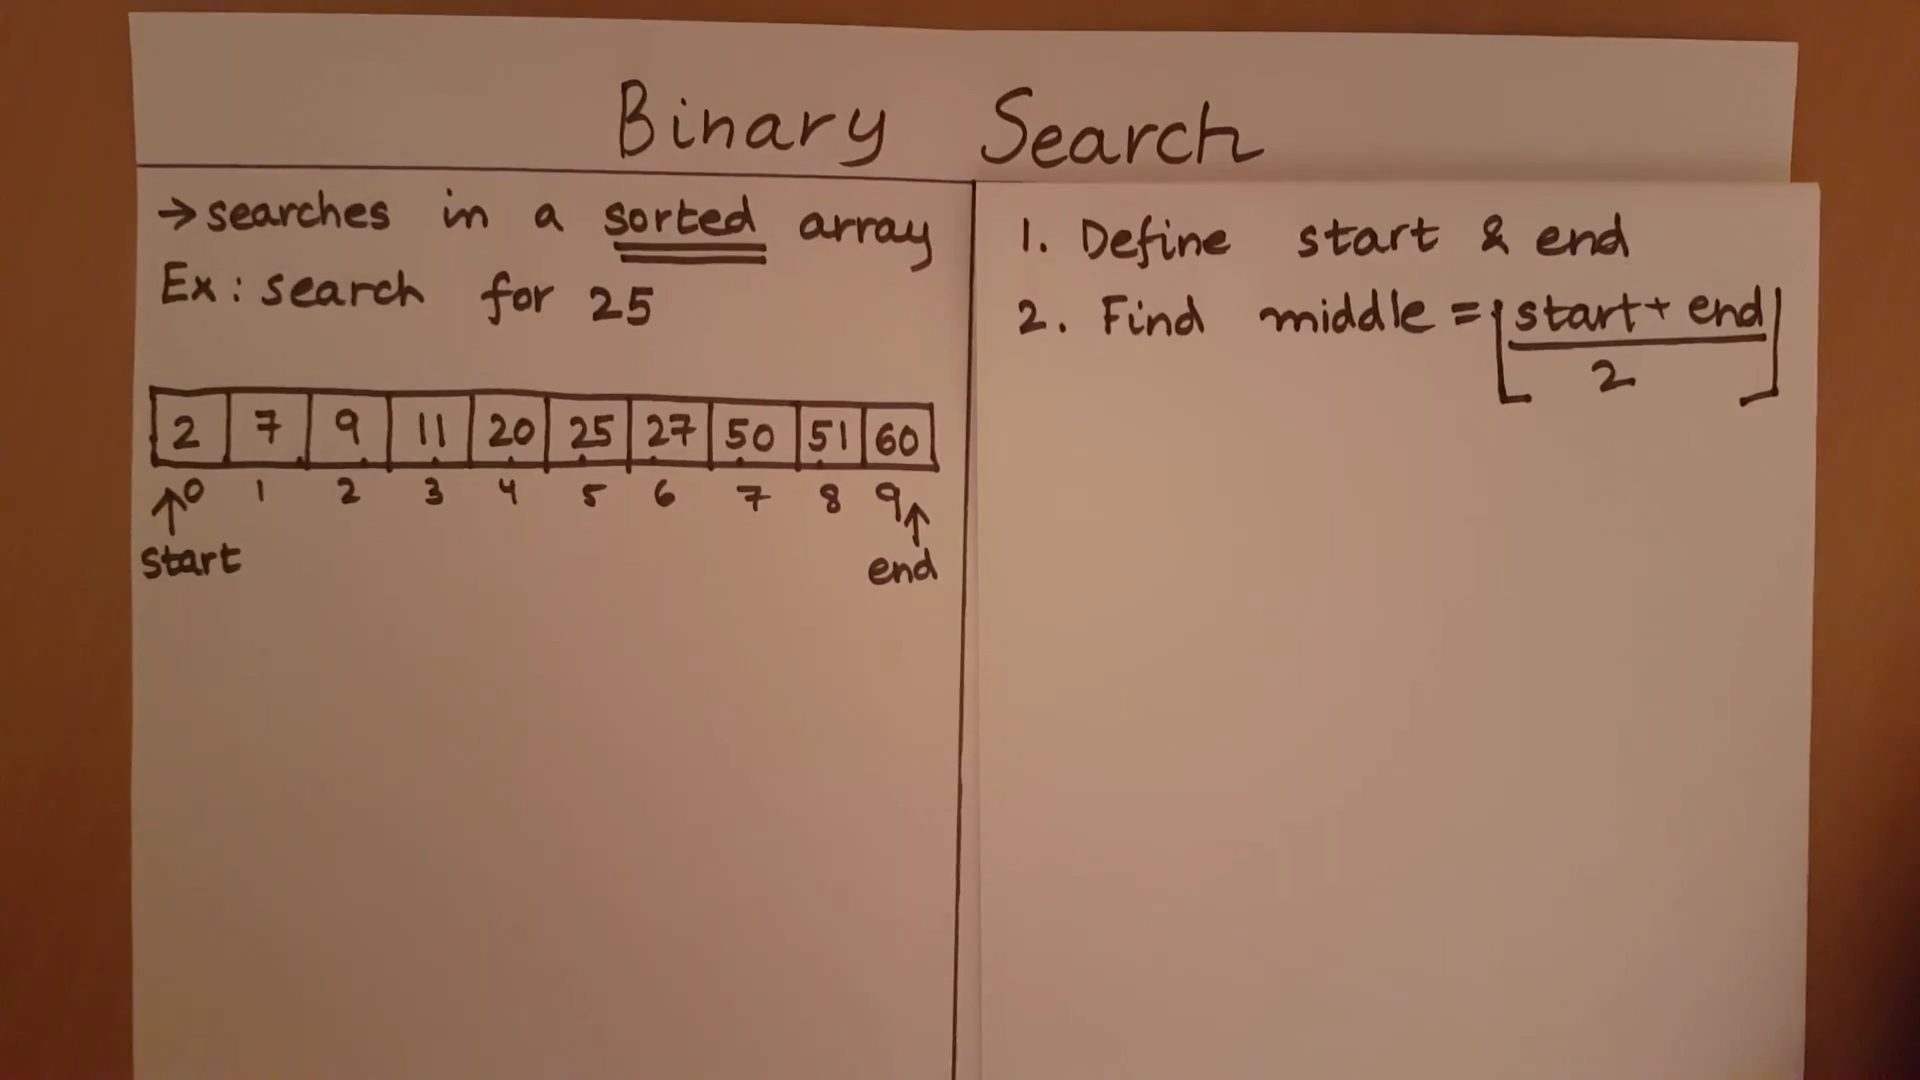 Binary Search
→ searches in a sorted array
Ex: search for 25
2 7 9 11 20 25 27 50 51 60
0 1 2 3 4 5 6 7 8 9
↑ ↑
start end
1. Define start & end
2. Find middle = ⌊start + end
2⌋